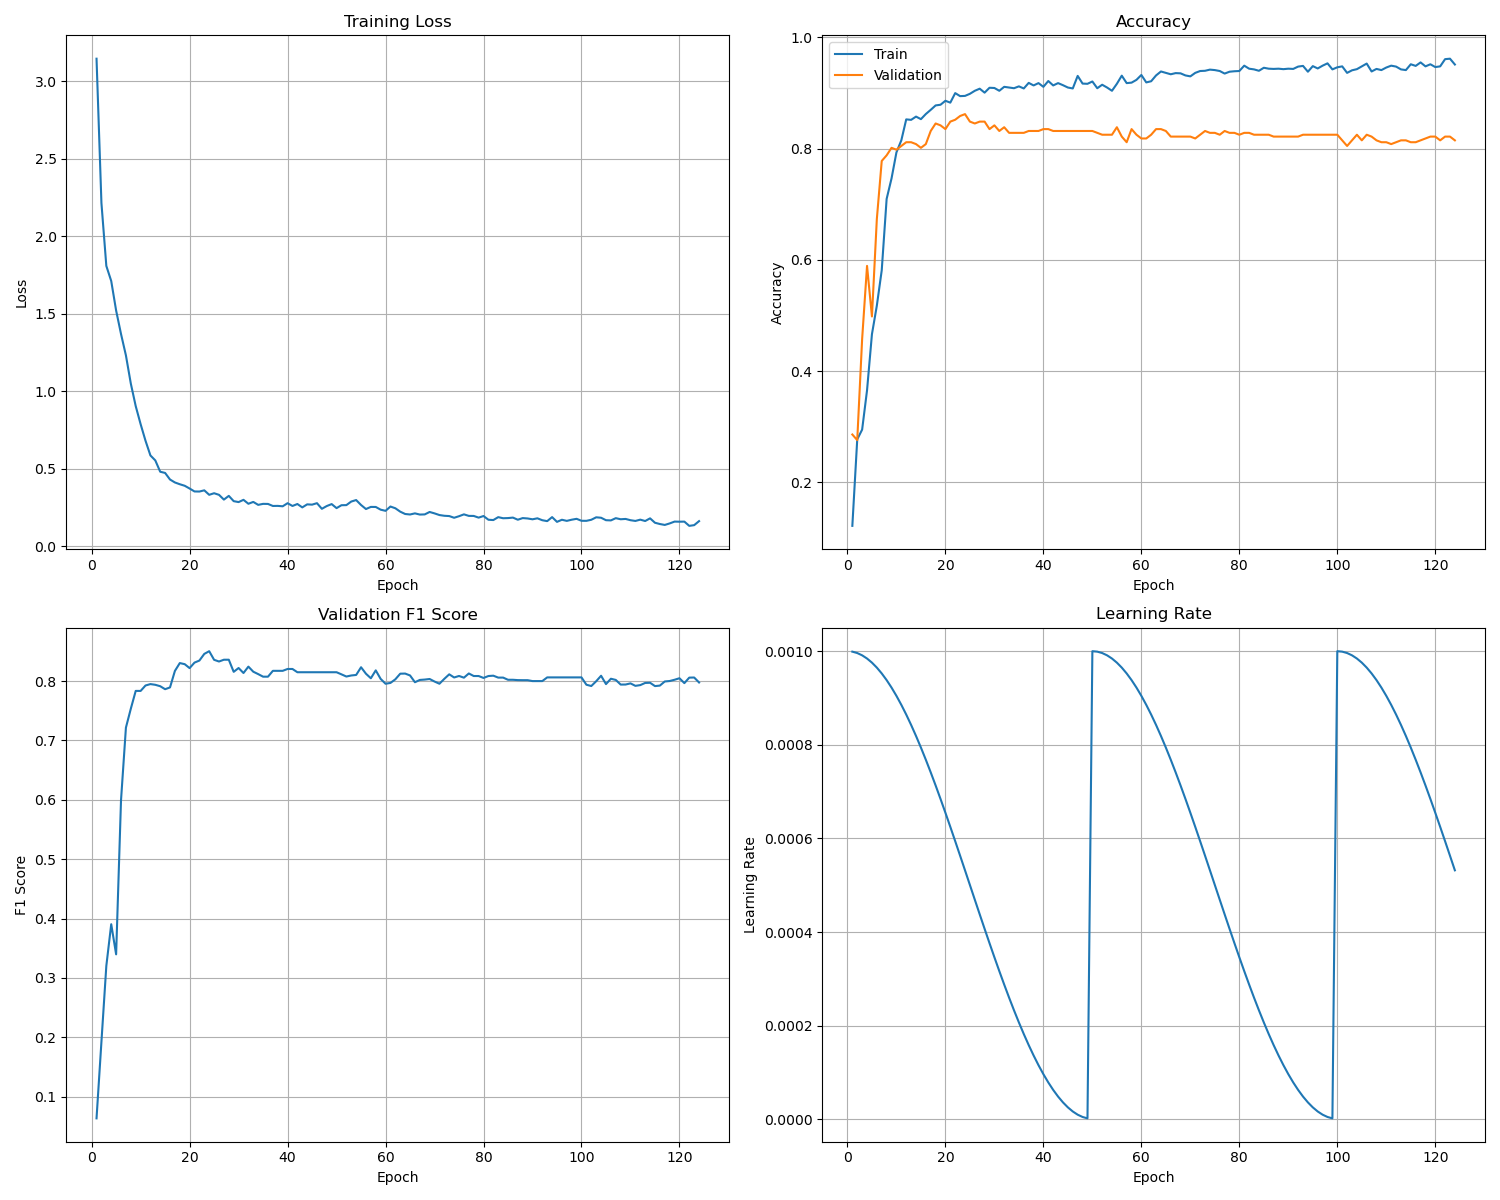 Training Loss
3.0
2.5
2.0
1.5
1.0
0.5
0.0
Loss
0 20 40 60 80 100 120
Epoch
Accuracy
1.0
0.8
0.6
0.4
0.2
Accuracy
Train
Validation
0 20 40 60 80 100 120
Epoch
Validation F1 Score
0.8
0.7
0.6
0.5
0.4
0.3
0.2
0.1
F1 Score
0 20 40 60 80 100 120
Epoch
Learning Rate
0.0010
0.0008
0.0006
0.0004
0.0002
0.0000
Learning Rate
0 20 40 60 80 100 120
Epoch